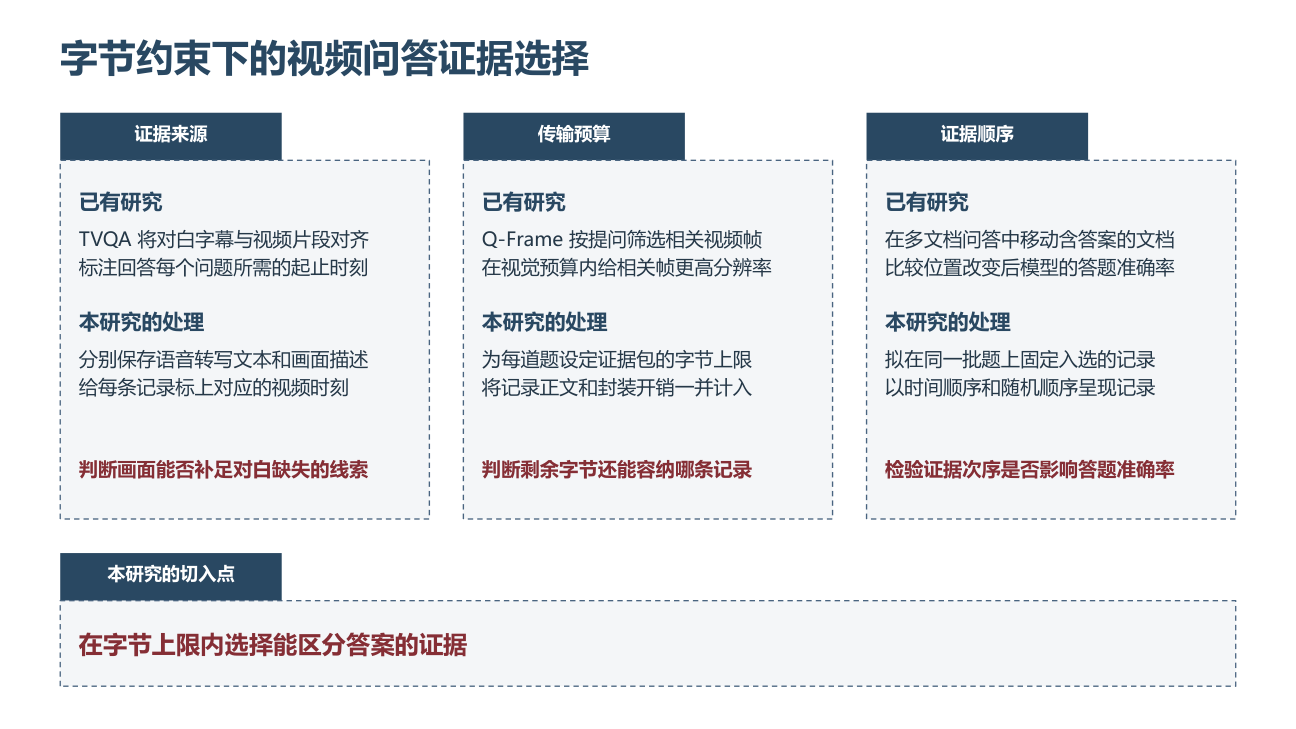 字节约束下的视频问答证据选择
证据来源
已有研究
TVQA 将对白字幕与视频片段对齐
标注回答每个问题所需的起止时刻
本研究的处理
分别保存语音转写文本和画面描述
给每条记录标上对应的视频时刻
判断画面能否补足对白缺失的线索
传输预算
已有研究
Q-Frame 按提问筛选相关视频帧
在视觉预算内给相关帧更高分辨率
本研究的处理
为每道题设定证据包的字节上限
将记录正文和封装开销一并计入
判断剩余字节还能容纳哪条记录
证据顺序
已有研究
在多文档问答中移动含答案的文档
比较位置改变后模型的答题准确率
本研究的处理
拟在同一批题上固定入选的记录
以时间顺序和随机顺序呈现记录
检验证据次序是否影响答题准确率
本研究的切入点
在字节上限内选择能区分答案的证据